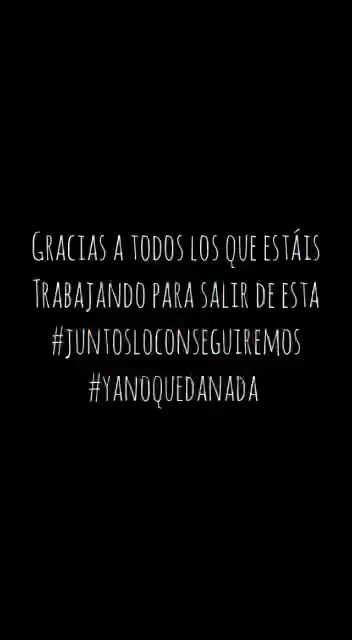 GRACIAS A TODOS LOS QUE ESTÁIS
TRABAJANDO PARA SALIR DE ESTA
#JUNTOSLOCONSEGUIREMOS
#YANOQUEDANADA